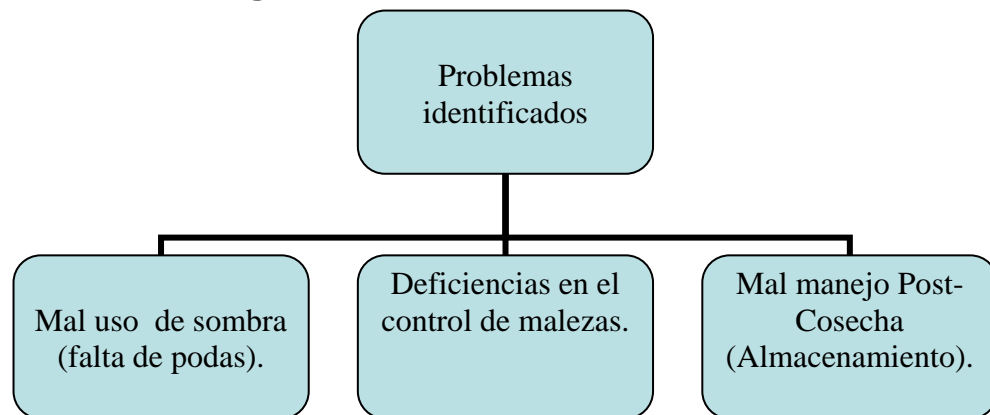 Problemas
identificados
Mal uso de sombra
(falta de podas).
Deficiencias en el
control de malezas.
Mal manejo Post-
Cosecha
(Almacenamiento).